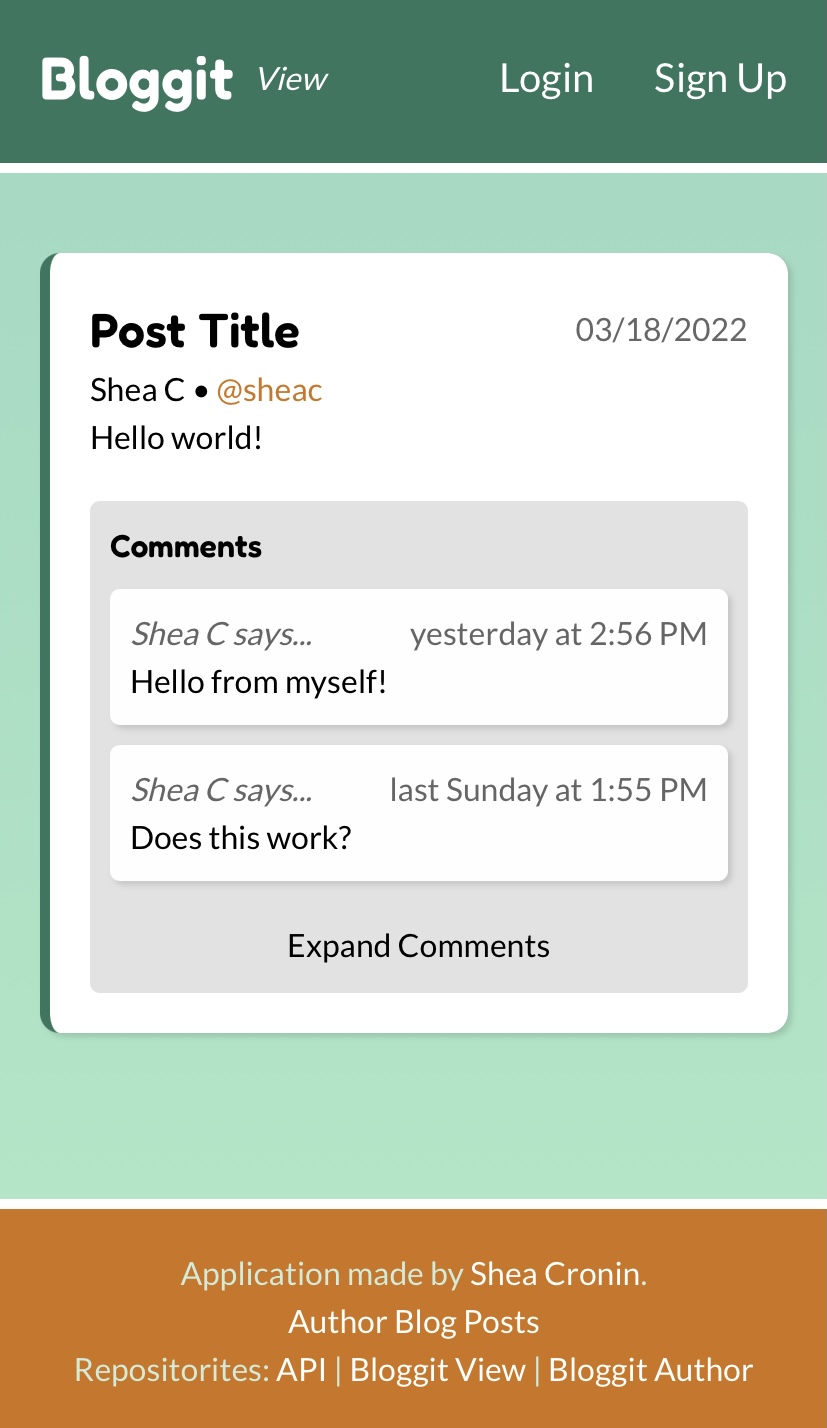 Bloggit View Login Sign Up
Post Title 03/18/2022
Shea C • @sheac
Hello world!
Comments
Shea C says... yesterday at 2:56 PM
Hello from myself!
Shea C says... last Sunday at 1:55 PM
Does this work?
Expand Comments
Application made by Shea Cronin.
Author Blog Posts
Repositorites: API | Bloggit View | Bloggit Author